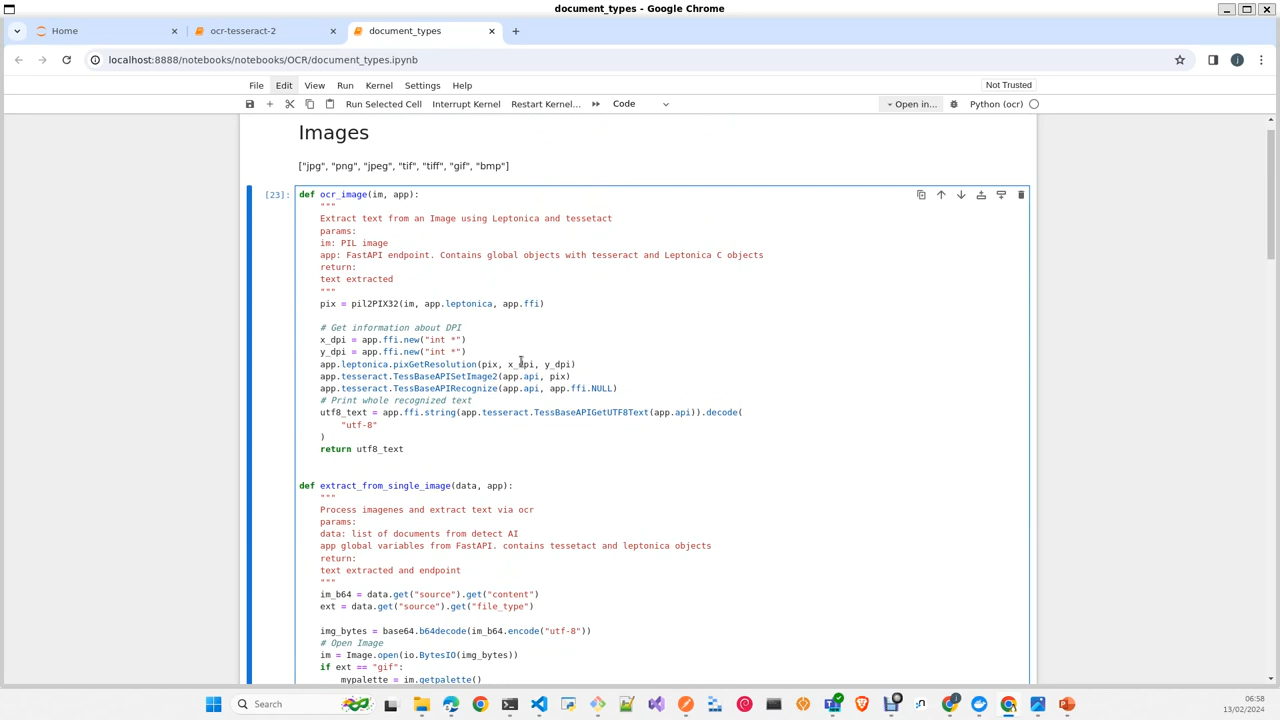 document_types - Google Chrome
Home
ocr-tesseract-2
document_types
localhost:8888/notebooks/notebooks/OCR/document_types.ipynb
File Edit View Run Kernel Settings Help
Not Trusted
Run Selected Cell Interrupt Kernel Restart Kernel... Code
Open in...
Python (ocr)
Images
["jpg", "png", "jpeg", "tif", "tiff", "gif", "bmp"]
[23]:
def ocr_image(im, app):
"""
Extract text from an Image using Leptonica and tessetact
params:
im: PIL image
app: FastAPI endpoint. Contains global objects with tesseract and Leptonica C objects
return:
text extracted
"""
pix = pil2PIX32(im, app.leptonica, app.ffi)
# Get information about DPI
x_dpi = app.ffi.new("int *")
y_dpi = app.ffi.new("int *")
app.leptonica.pixGetResolution(pix, x_dpi, y_dpi)
app.tesseract.TessBaseAPISetImage2(app.api, pix)
app.tesseract.TessBaseAPIRecognize(app.api, app.ffi.NULL)
# Print whole recognized text
utf8_text = app.ffi.string(app.tesseract.TessBaseAPIGetUTF8Text(app.api)).decode(
"utf-8"
)
return utf8_text
def extract_from_single_image(data, app):
"""
Process imagenes and extract text via ocr
params:
data: list of documents from detect AI
app global variables from FastAPI. contains tessetact and leptonica objects
return:
text extracted and endpoint
"""
im_b64 = data.get("source").get("content")
ext = data.get("source").get("file_type")
img_bytes = base64.b64decode(im_b64.encode("utf-8"))
# Open Image
im = Image.open(io.BytesIO(img_bytes))
if ext == "gif":
mypalette = im.getpalette()
Search
06:58
13/02/2024